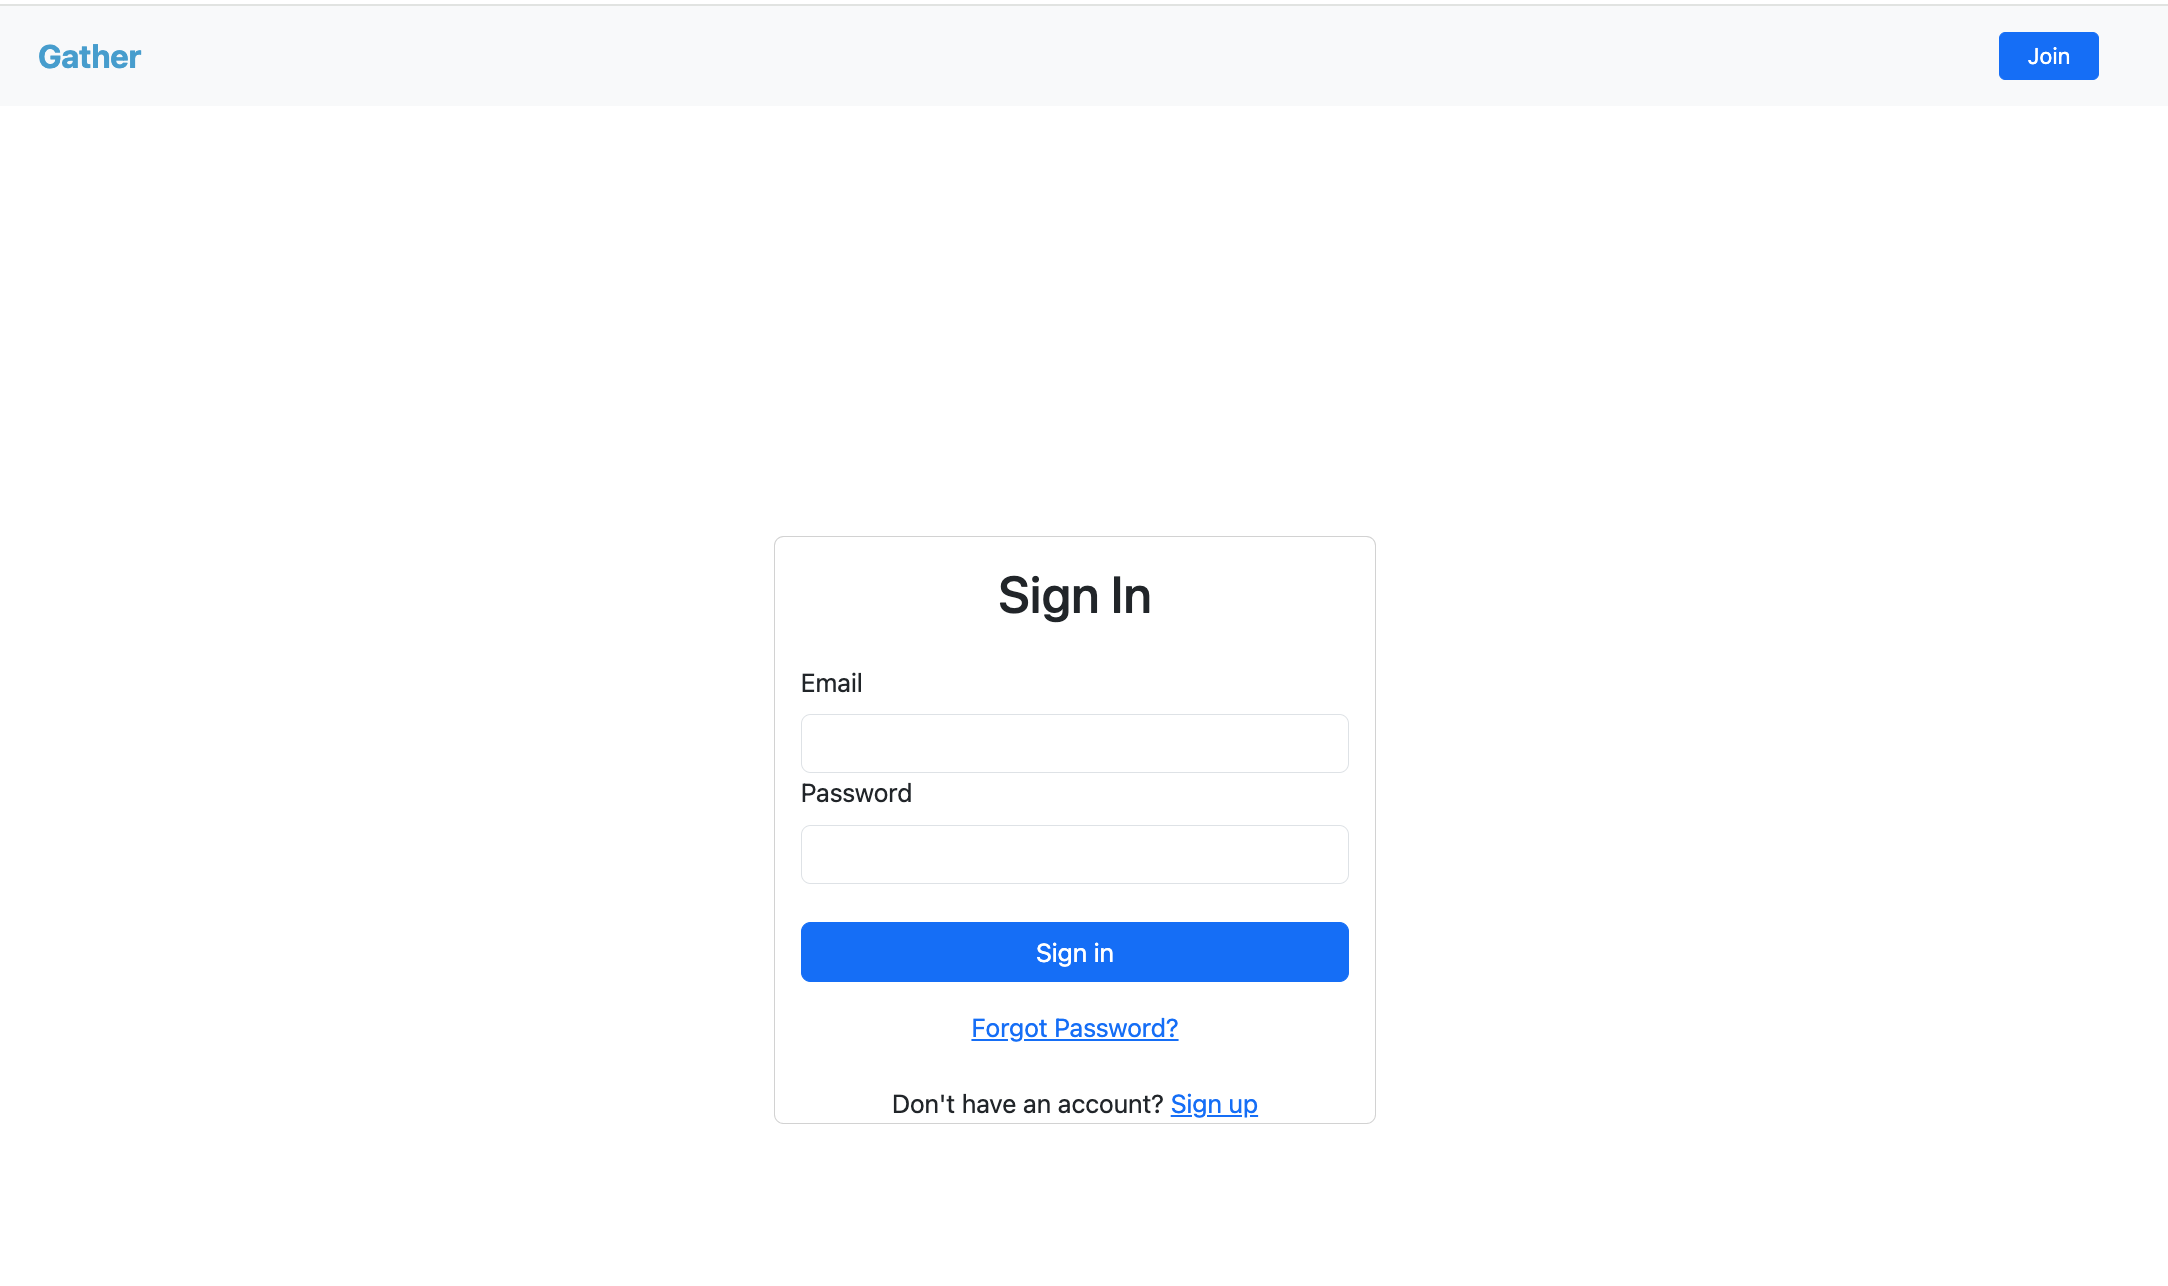 Gather
Join
Sign In
Email
Password
Sign in
Forgot Password?
Don't have an account? Sign up